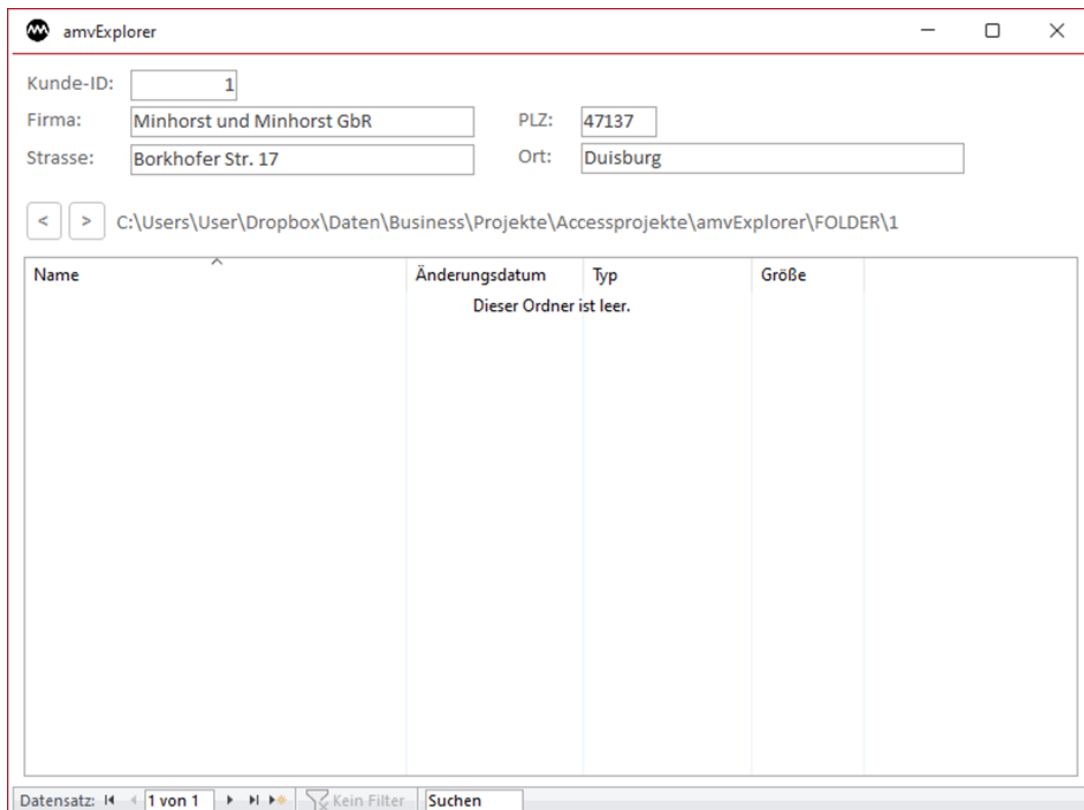 amvExplorer
Kunde-ID: 1
Firma: Minhorst und Minhorst GbR PLZ: 47137
Strasse: Borkhofer Str. 17 Ort: Duisburg
< > C:\Users\User\Dropbox\Daten\Business\Projekte\Accessprojekte\amvExplorer\FOLDER\1
Name Änderungsdatum Typ Größe
Dieser Ordner ist leer.
Datensatz: 1 von 1 Kein Filter Suchen